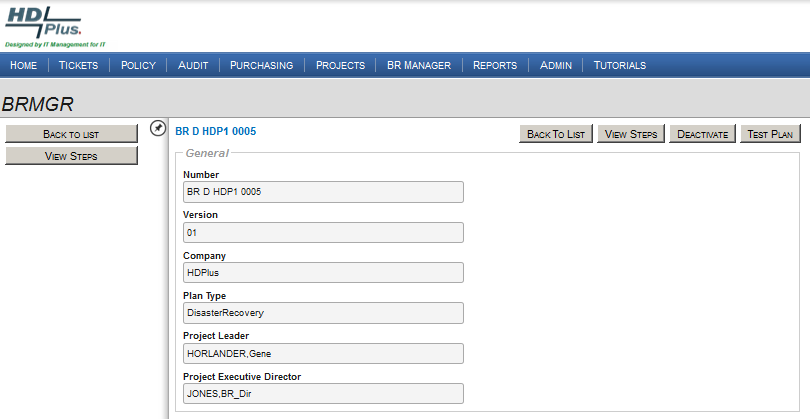 HD Plus.
Designed by IT Management for IT
HOME TICKETS POLICY AUDIT PURCHASING PROJECTS BR MANAGER REPORTS ADMIN TUTORIALS
BRMGR
BACK TO LIST
VIEW STEPS
BR D HDP1 0005
BACK TO LIST VIEW STEPS DEACTIVATE TEST PLAN
General
Number
BR D HDP1 0005
Version
01
Company
HDPlus
Plan Type
DisasterRecovery
Project Leader
HORLANDER,Gene
Project Executive Director
JONES,BR_Dir